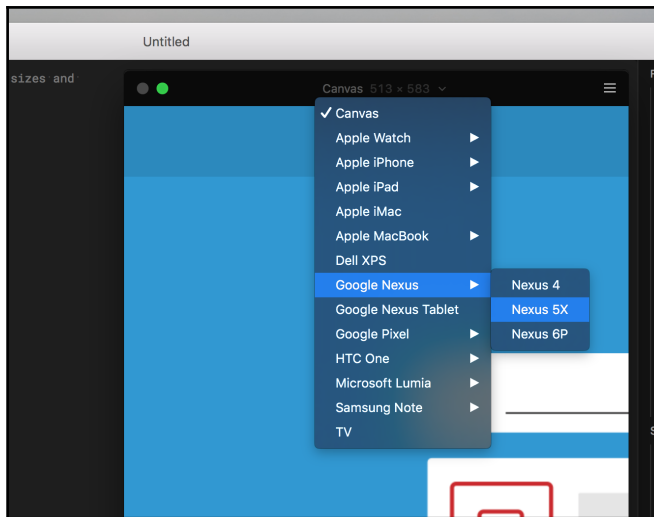 Untitled
sizes and
Canvas 513 × 583
✓ Canvas
Apple Watch
Apple iPhone
Apple iPad
Apple iMac
Apple MacBook
Dell XPS
Google Nexus
Nexus 4
Google Nexus Tablet
Nexus 5X
Google Pixel
Nexus 6P
HTC One
Microsoft Lumia
Samsung Note
TV